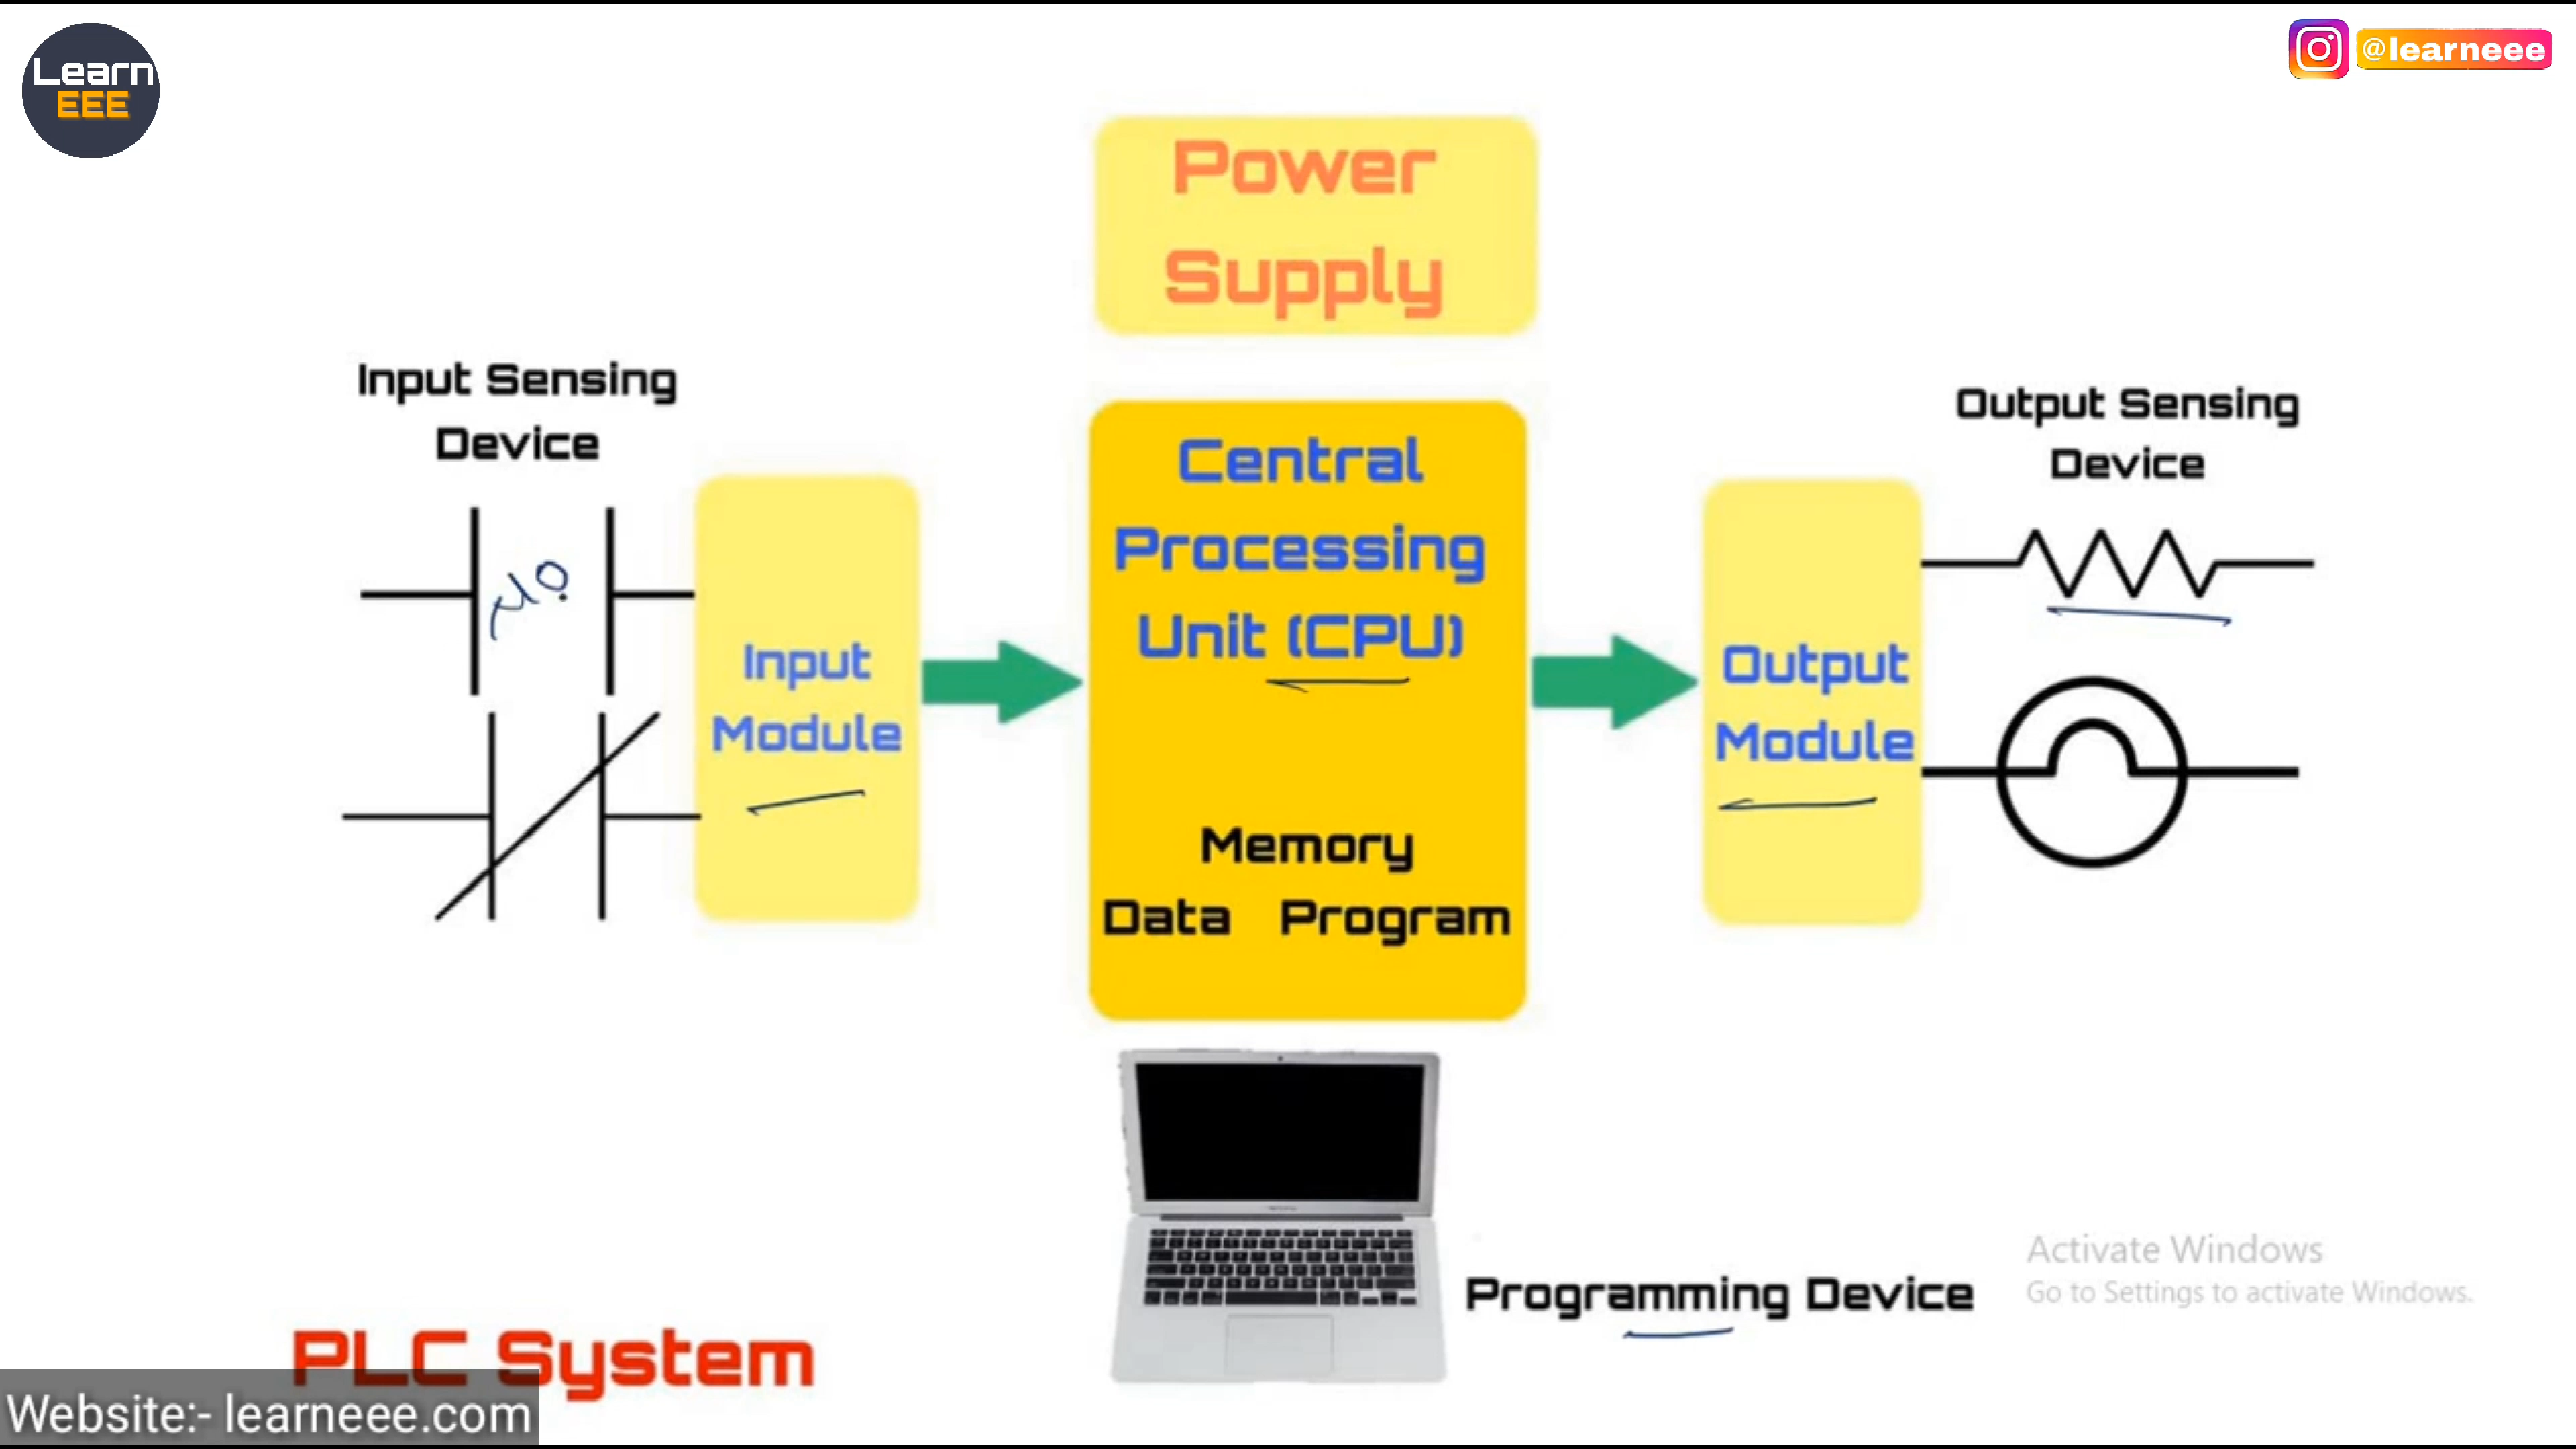 Learn
EEE
@learneee
Power
Supply
Input Sensing
Device
N.O.
Input
Module
Central
Processing
Unit (CPU)
Memory
Data Program
Output Sensing
Device
Output
Module
Programming Device
Activate Windows
Go to Settings to activate Windows.
PLC System
Website:- learneee.com